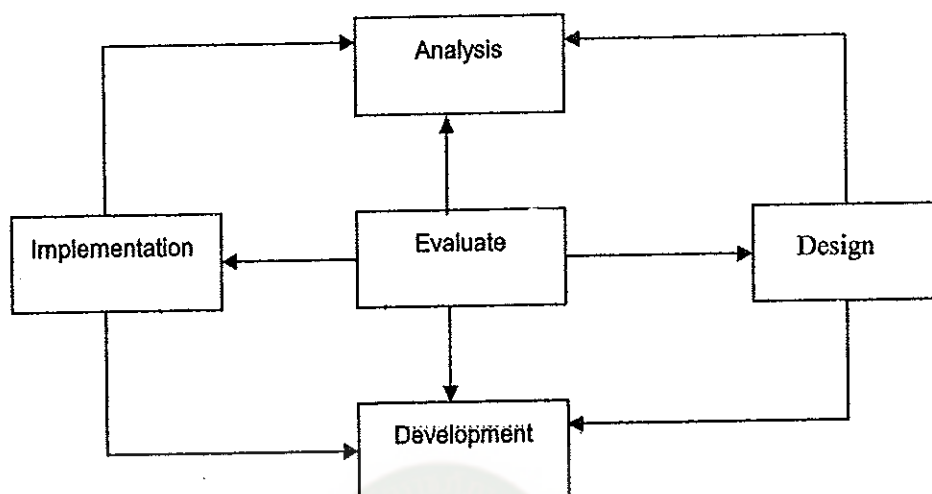 Analysis
Implementation
Evaluate
Design
Development